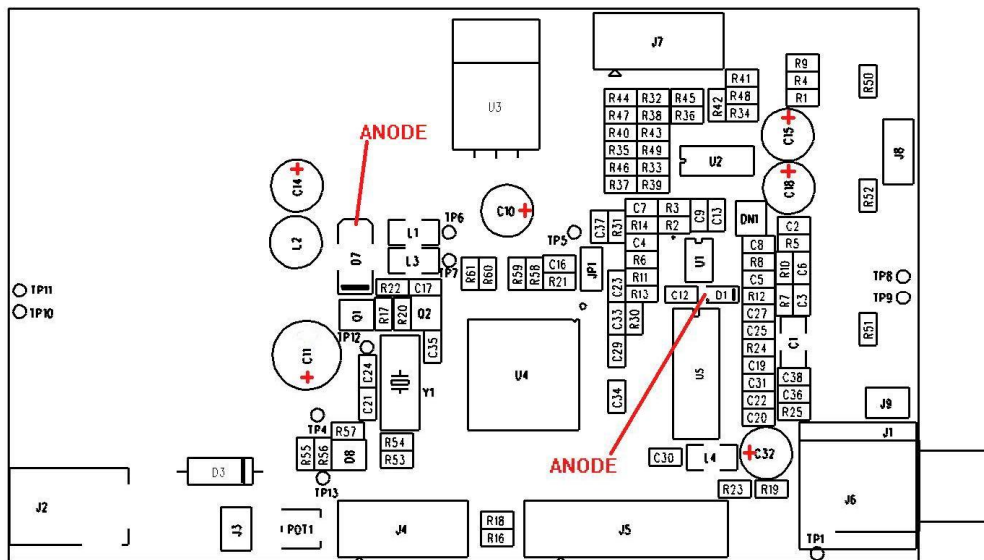 J7
R9
R41
R4
R50
R44 R32 R45 R48 R1
U3
R47 R38 R36 R42 R34
ANODE
R40 R43
C15
R35 R49
J8
R46 R33 U2
C14
R37 R39
C18
R52
C7 R3 C9 C13
C10
DN1
TP6
C37 R31 R14 R2
C2
L1
TP5
L2
C4 C8 R5
D7
L3
R6 U1 R8 R10 C6
TP7
R61 R60 R59 R58 C16 JP1
R11 C5
TP8
TP11
R22 C17
R21
C23 R13 C12 D1 R12 R7 C3
TP9
TP10
Q1 R17 R20 Q2
C33 R30 C27
R51
TP12
C25 C1
C35
C29 R24
C11
C24
U4
U5
C19
Y1
C31 C38
C21
C34
C22 C36
J9
TP4
C20 R25
R57
J1
R55 R56 D8 R54
R53
C30 L4 C32
ANODE
D3
TP13
R23 R19
J6
J2
J3 POT1 J4 R18
R16
J5
TP1